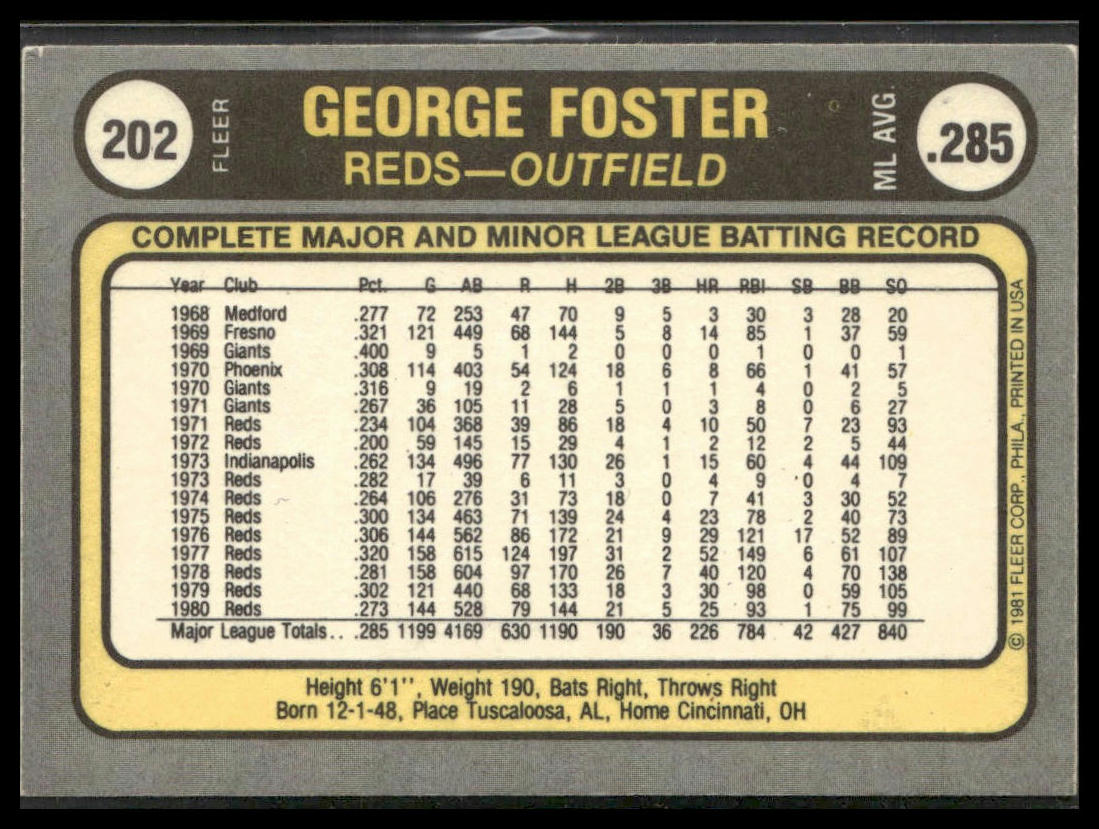 202 FLEER GEORGE FOSTER ML AVG. .285
REDS—OUTFIELD
COMPLETE MAJOR AND MINOR LEAGUE BATTING RECORD
Year Club Pct. G AB R H 2B 3B HR RBI SB BB SO
1968 Medford .277 72 253 47 70 9 5 3 30 3 28 20
1969 Fresno .321 121 449 68 144 5 8 14 85 1 37 59
1969 Giants .400 9 5 1 2 0 0 0 1 0 0 1
1970 Phoenix .308 114 403 54 124 18 6 8 66 1 41 57
1970 Giants .316 9 19 2 6 1 1 1 4 0 2 5
1971 Giants .267 36 105 11 28 5 0 3 8 0 6 27
1971 Reds .234 104 368 39 86 18 4 10 50 7 23 93
1972 Reds .200 59 145 15 29 4 1 2 12 2 5 44
1973 Indianapolis .262 134 496 77 130 26 1 15 60 4 44 109
1973 Reds .282 17 39 6 11 3 0 4 9 0 4 7
1974 Reds .264 106 276 31 73 18 0 7 41 3 30 52
1975 Reds .300 134 463 71 139 24 4 23 78 2 40 73
1976 Reds .306 144 562 86 172 21 9 29 121 17 52 89
1977 Reds .320 158 615 124 197 31 2 52 149 6 61 107
1978 Reds .281 158 604 97 170 26 7 40 120 4 70 138
1979 Reds .302 121 440 68 133 18 3 30 98 0 59 105
1980 Reds .273 144 528 79 144 21 5 25 93 1 75 99
Major League Totals.. .285 1199 4169 630 1190 190 36 226 784 42 427 840
© 1981 FLEER CORP., PHILA., PRINTED IN USA
Height 6'1'', Weight 190, Bats Right, Throws Right
Born 12-1-48, Place Tuscaloosa, AL, Home Cincinnati, OH